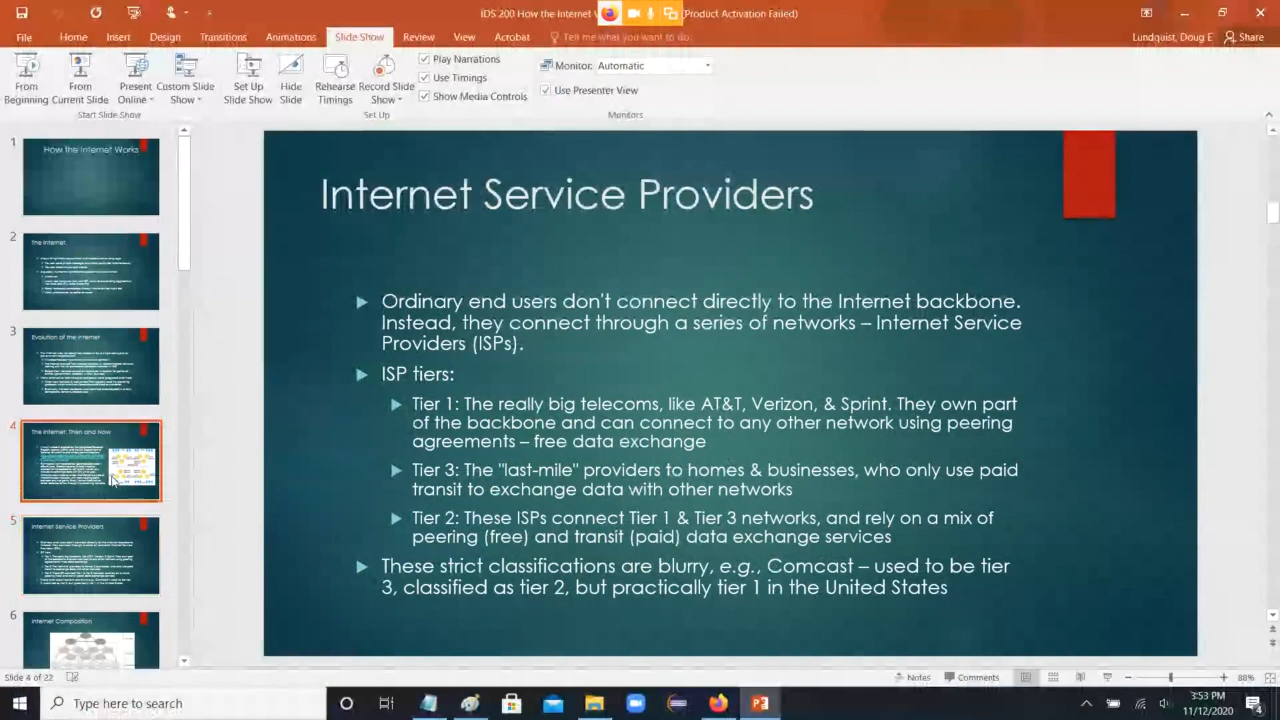 IDS 200 How the Internet
(Product Activation Failed)
File Home Insert Design Transitions Animations Slide Show Review View Acrobat Tell me what you want to do.
Lundquist, Doug E Share
From Beginning
From Current Slide
Present Online
Custom Slide Show
Set Up Slide Show
Hide Slide
Rehearse Timings
Record Slide Show
Play Narrations
Use Timings
Show Media Controls
Monitor: Automatic
Use Presenter View
Start Slide Show
Set Up
Monitors
1
How the Internet Works
2
The Internet
3
Evolution of the Internet
4
The Internet: Then and Now
5
Internet Service Providers
6
Internet Composition
Internet Service Providers
Ordinary end users don't connect directly to the Internet backbone.
Instead, they connect through a series of networks – Internet Service
Providers (ISPs).
ISP tiers:
Tier 1: The really big telecoms, like AT&T, Verizon, & Sprint. They own part
of the backbone and can connect to any other network using peering
agreements – free data exchange
Tier 3: The "last-mile" providers to homes & businesses, who only use paid
transit to exchange data with other networks
Tier 2: These ISPs connect Tier 1 & Tier 3 networks, and rely on a mix of
peering(free) and transit (paid) data exchange services
These strict classifications are blurry, e.g., Comcast – used to be tier
3, classified as tier 2, but practically tier 1 in the United States
Slide 4 of 22
Notes
Comments
88%
Type here to search
3:53 PM
11/12/2020